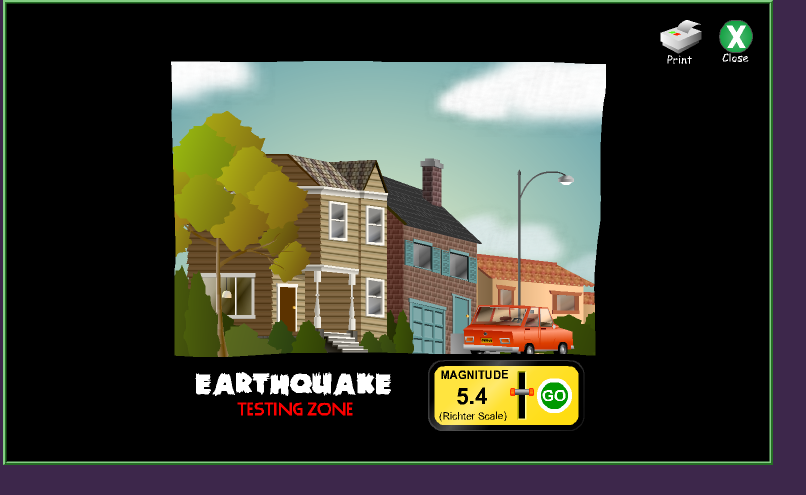 Print
Close
EARTHQUAKE
TESTING ZONE
MAGNITUDE
5.4
(Richter Scale)
GO